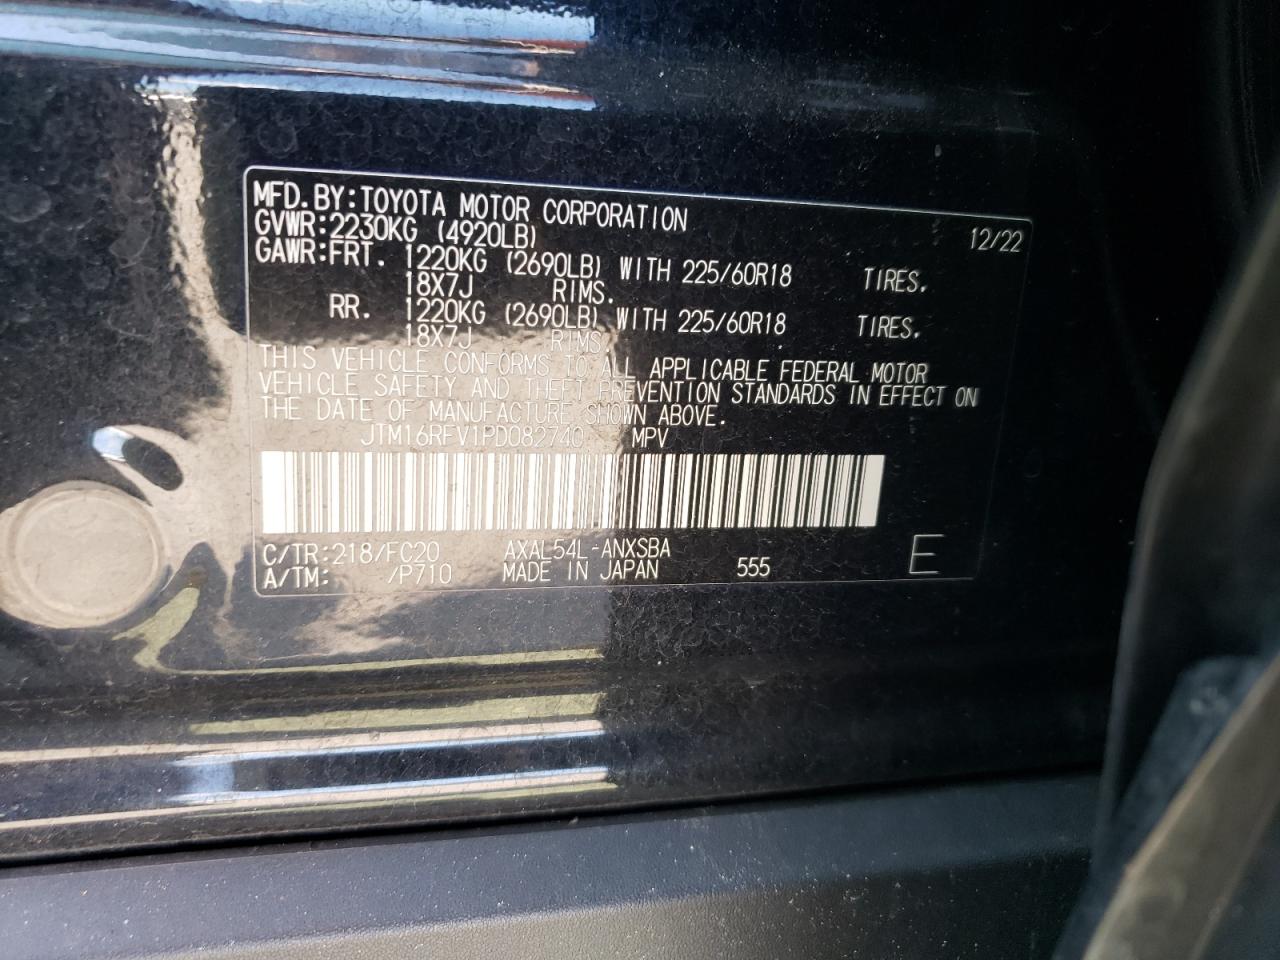 MFD.BY:TOYOTA MOTOR CORPORATION 12/22
GVWR:2230KG (4920LB)
GAWR:FRT. 1220KG (2690LB) WITH 225/60R18 TIRES.
18X7J RIMS.
RR. 1220KG (2690LB) WITH 225/60R18 TIRES.
18X7J RIMS.
THIS VEHICLE CONFORMS TO ALL APPLICABLE FEDERAL MOTOR
VEHICLE SAFETY AND THEFT PREVENTION STANDARDS IN EFFECT ON
THE DATE OF MANUFACTURE SHOWN ABOVE.
JTM16RFV1PD082740 MPV
C/TR:218/FC20 AXAL54L-ANXSBA
A/TM: /P710 MADE IN JAPAN 555 E